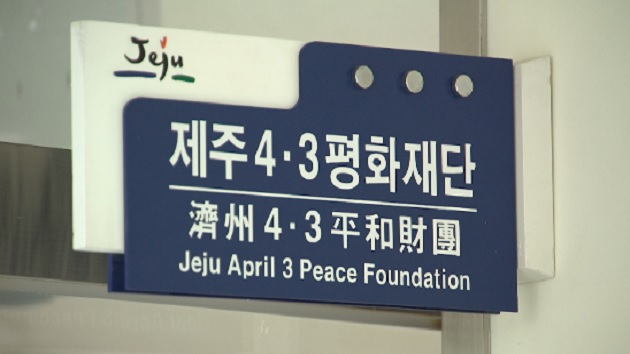 Jeju
제주4·3평화재단
濟州4·3平和財團
Jeju April 3 Peace Foundation